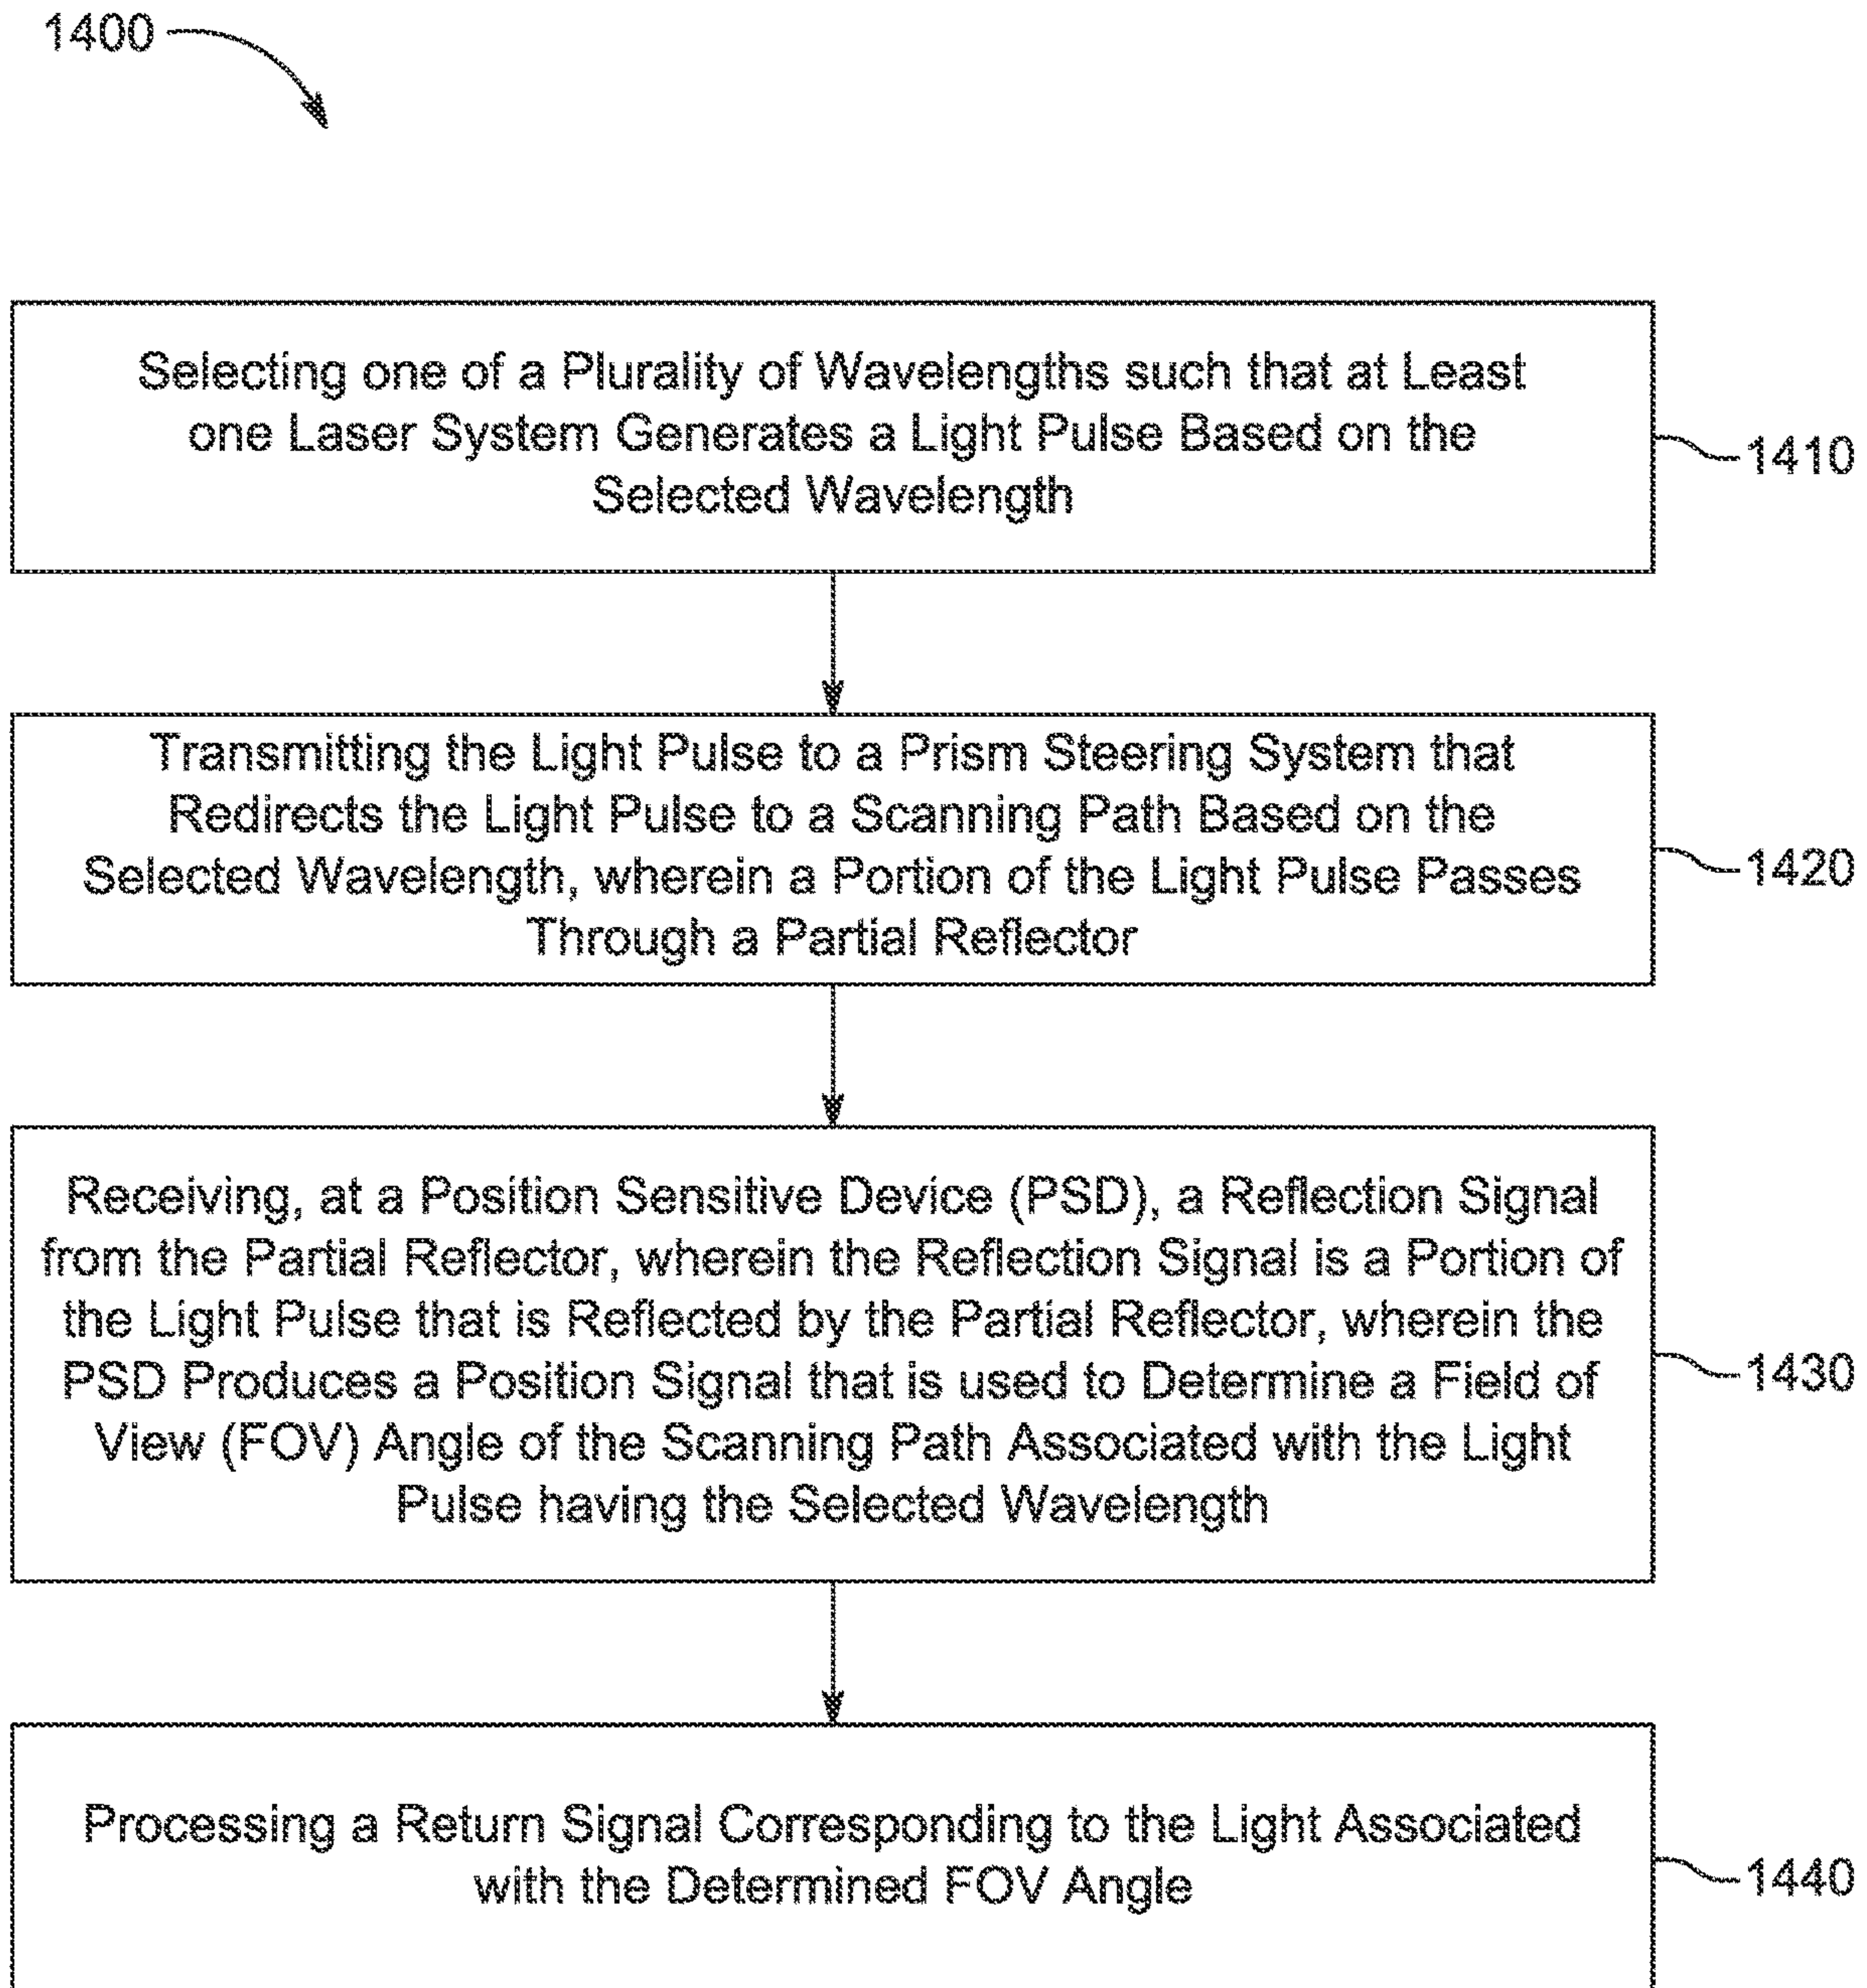 1400
Selecting one of a Plurality of Wavelengths such that at Least
one Laser System Generates a Light Pulse Based on the
Selected Wavelength
1410
Transmitting the Light Pulse to a Prism Steering System that
Redirects the Light Pulse to a Scanning Path Based on the
Selected Wavelength, wherein a Portion of the Light Pulse Passes
Through a Partial Reflector
1420
Receiving, at a Position Sensitive Device (PSD), a Reflection Signal
from the Partial Reflector, wherein the Reflection Signal is a Portion of
the Light Pulse that is Reflected by the Partial Reflector, wherein the
PSD Produces a Position Signal that is used to Determine a Field of
View (FOV) Angle of the Scanning Path Associated with the Light
Pulse having the Selected Wavelength
1430
Processing a Return Signal Corresponding to the Light Associated
with the Determined FOV Angle
1440